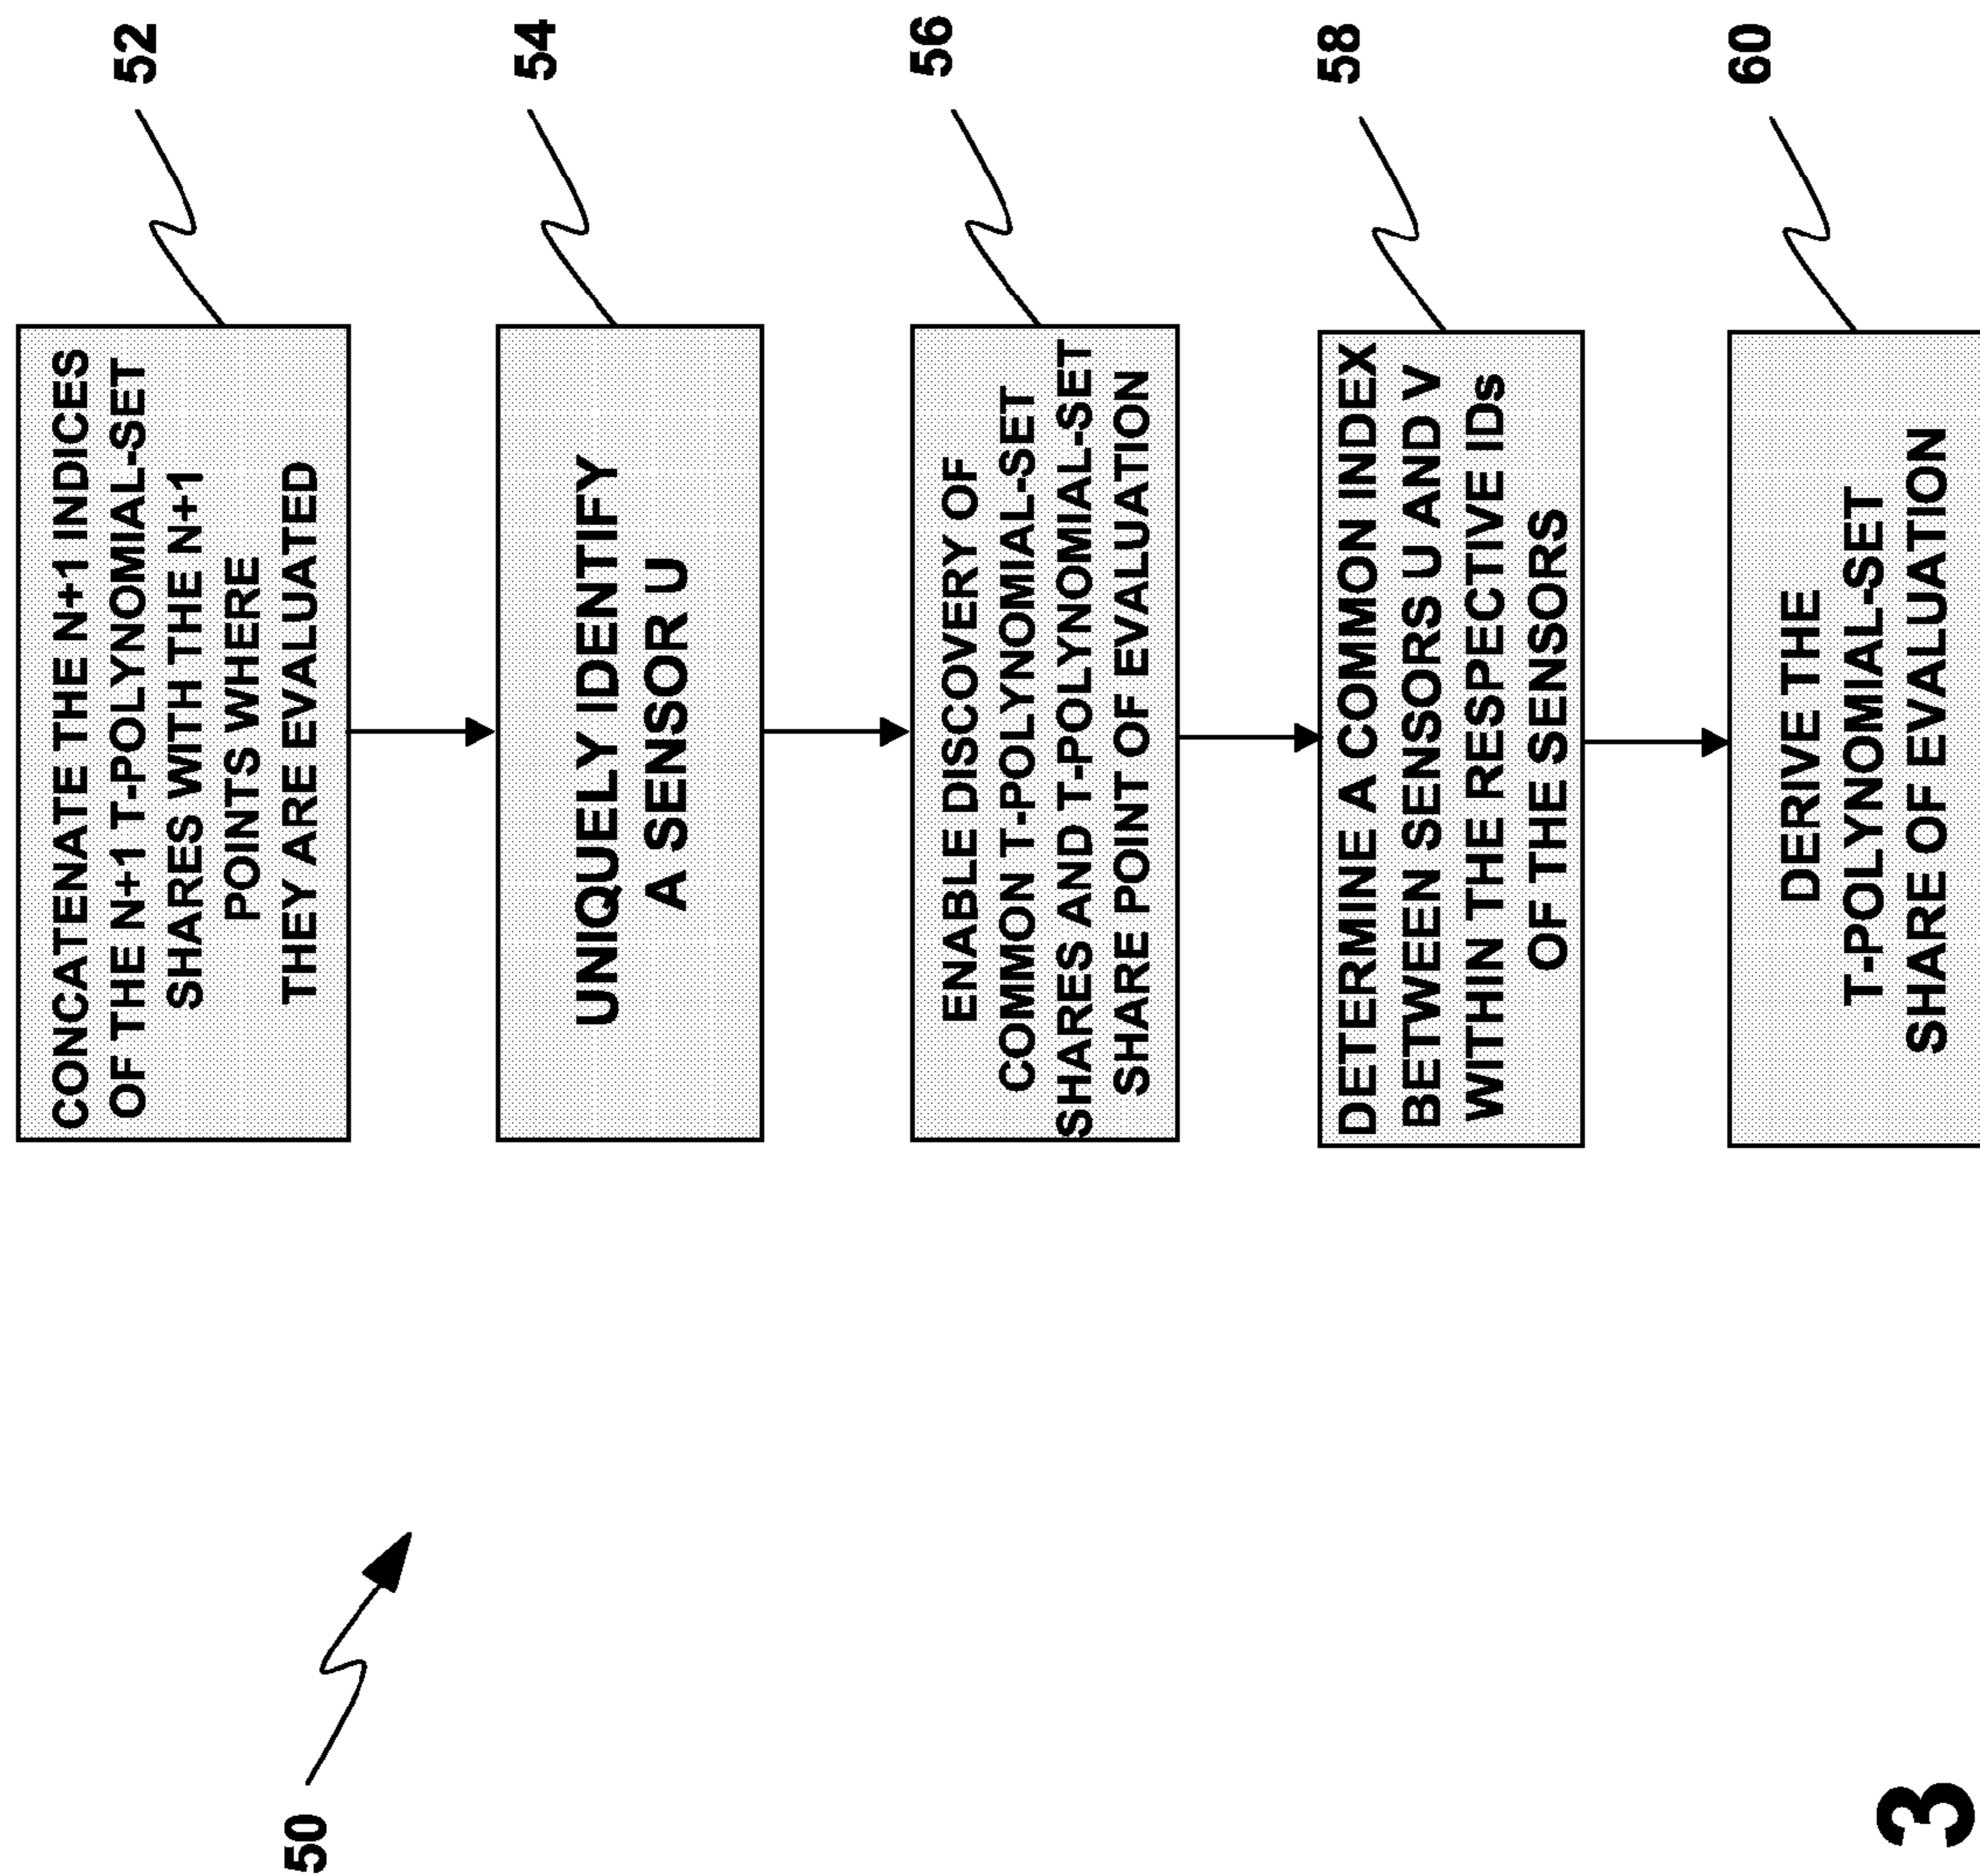 50
CONCATENATE THE N+1 INDICES
OF THE N+1 T-POLYNOMIAL-SET
SHARES WITH THE N+1
POINTS WHERE
THEY ARE EVALUATED
52
UNIQUELY IDENTIFY
A SENSOR U
54
ENABLE DISCOVERY OF
COMMON T-POLYNOMIAL-SET
SHARES AND T-POLYNOMIAL-SET
SHARE POINT OF EVALUATION
56
DETERMINE A COMMON INDEX
BETWEEN SENSORS U AND V
WITHIN THE RESPECTIVE IDs
OF THE SENSORS
58
DERIVE THE
T-POLYNOMIAL-SET
SHARE OF EVALUATION
60
3